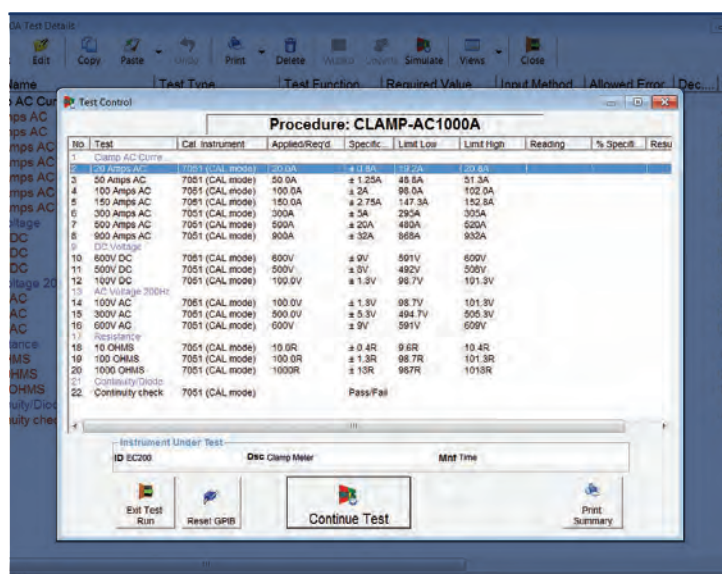 6A Test Details
Edit Copy Paste Undo Print Delete Simulate Views Close
Name Test Type Test Function Required Value Input Method Allowed Error Dec....
Test Control
Procedure: CLAMP-AC1000A
No Test Cal Instrument Applied/Req'd Specific... Limit Low Limit High Reading % Specifi... Resu
1 Clamp AC Curre...
2 20 Amps AC 7051 (CAL mode) 20.0A ± 0.8A 19.2A 20.8A
3 50 Amps AC 7051 (CAL mode) 50.0A ± 1.25A 48.8A 51.3A
4 100 Amps AC 7051 (CAL mode) 100.0A ± 2A 98.0A 102.0A
5 150 Amps AC 7051 (CAL mode) 150.0A ± 2.75A 147.3A 152.8A
6 300 Amps AC 7051 (CAL mode) 300A ± 5A 295A 305A
7 500 Amps AC 7051 (CAL mode) 500A ± 20A 480A 520A
8 900 Amps AC 7051 (CAL mode) 900A ± 32A 868A 932A
9 DC Voltage
10 600V DC 7051 (CAL mode) 600V ± 9V 591V 609V
11 500V DC 7051 (CAL mode) 500V ± 8V 492V 508V
12 100V DC 7051 (CAL mode) 100.0V ± 1.3V 98.7V 101.3V
13 AC Voltage 200Hz
14 100V AC 7051 (CAL mode) 100.0V ± 1.3V 98.7V 101.3V
15 300V AC 7051 (CAL mode) 500.0V ± 5.3V 494.7V 505.3V
16 600V AC 7051 (CAL mode) 600V ± 9V 591V 609V
17 Resistance
18 10 OHMS 7051 (CAL mode) 10.0R ± 0.4R 9.6R 10.4R
19 100 OHMS 7051 (CAL mode) 100.0R ± 1.3R 98.7R 101.3R
20 1000 OHMS 7051 (CAL mode) 1000R ± 13R 987R 1013R
21 Continuity/Diode
22 Continuity check 7051 (CAL mode) Pass/Fail
Instrument Under Test
ID EC200 Dsc Clamp Meter Mnf Time
Exit Test Run
Reset GPIB
Continue Test
Print Summary